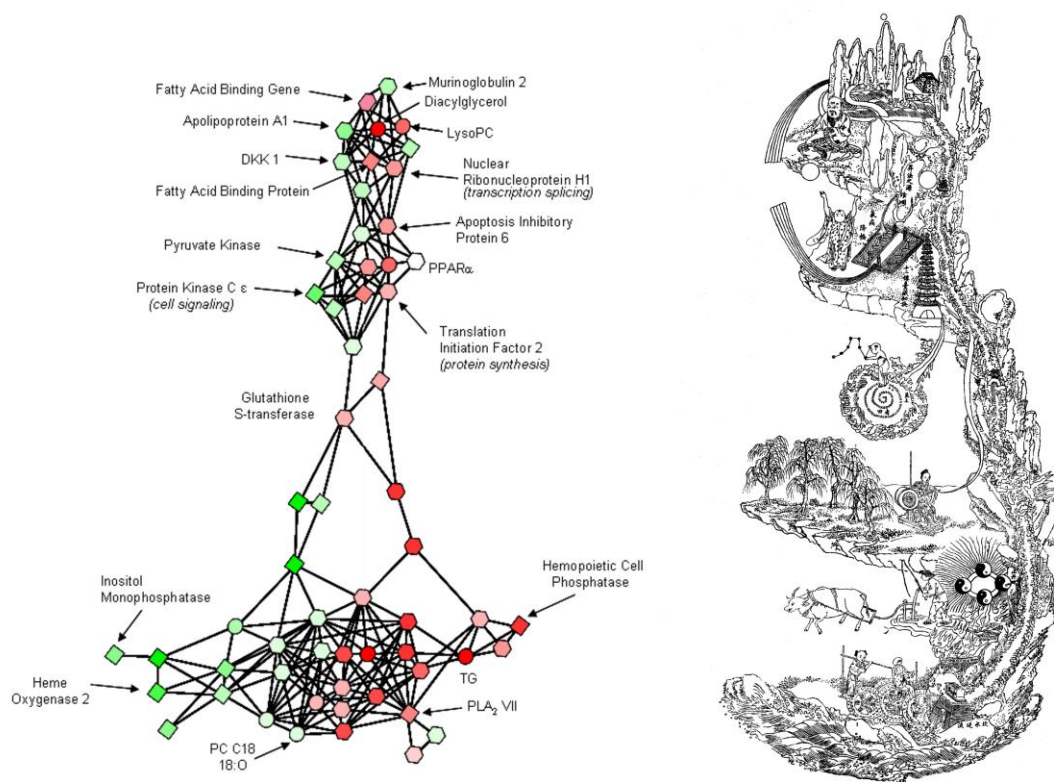 Murinoglobulin 2
Fatty Acid Binding Gene
Diacylglycerol
Apolipoprotein A1
LysoPC
DKK 1
Nuclear
Ribonucleoprotein H1
(transcription splicing)
Fatty Acid Binding Protein
Apoptosis Inhibitory
Protein 6
Pyruvate Kinase
PPARα
Protein Kinase C ε
(cell signaling)
Translation
Initiation Factor 2
(protein synthesis)
Glutathione
S-transferase
Hemopoietic Cell
Phosphatase
Inositol
Monophosphatase
TG
Heme
Oxygenase 2
PLA₂ VII
PC C18
18:O